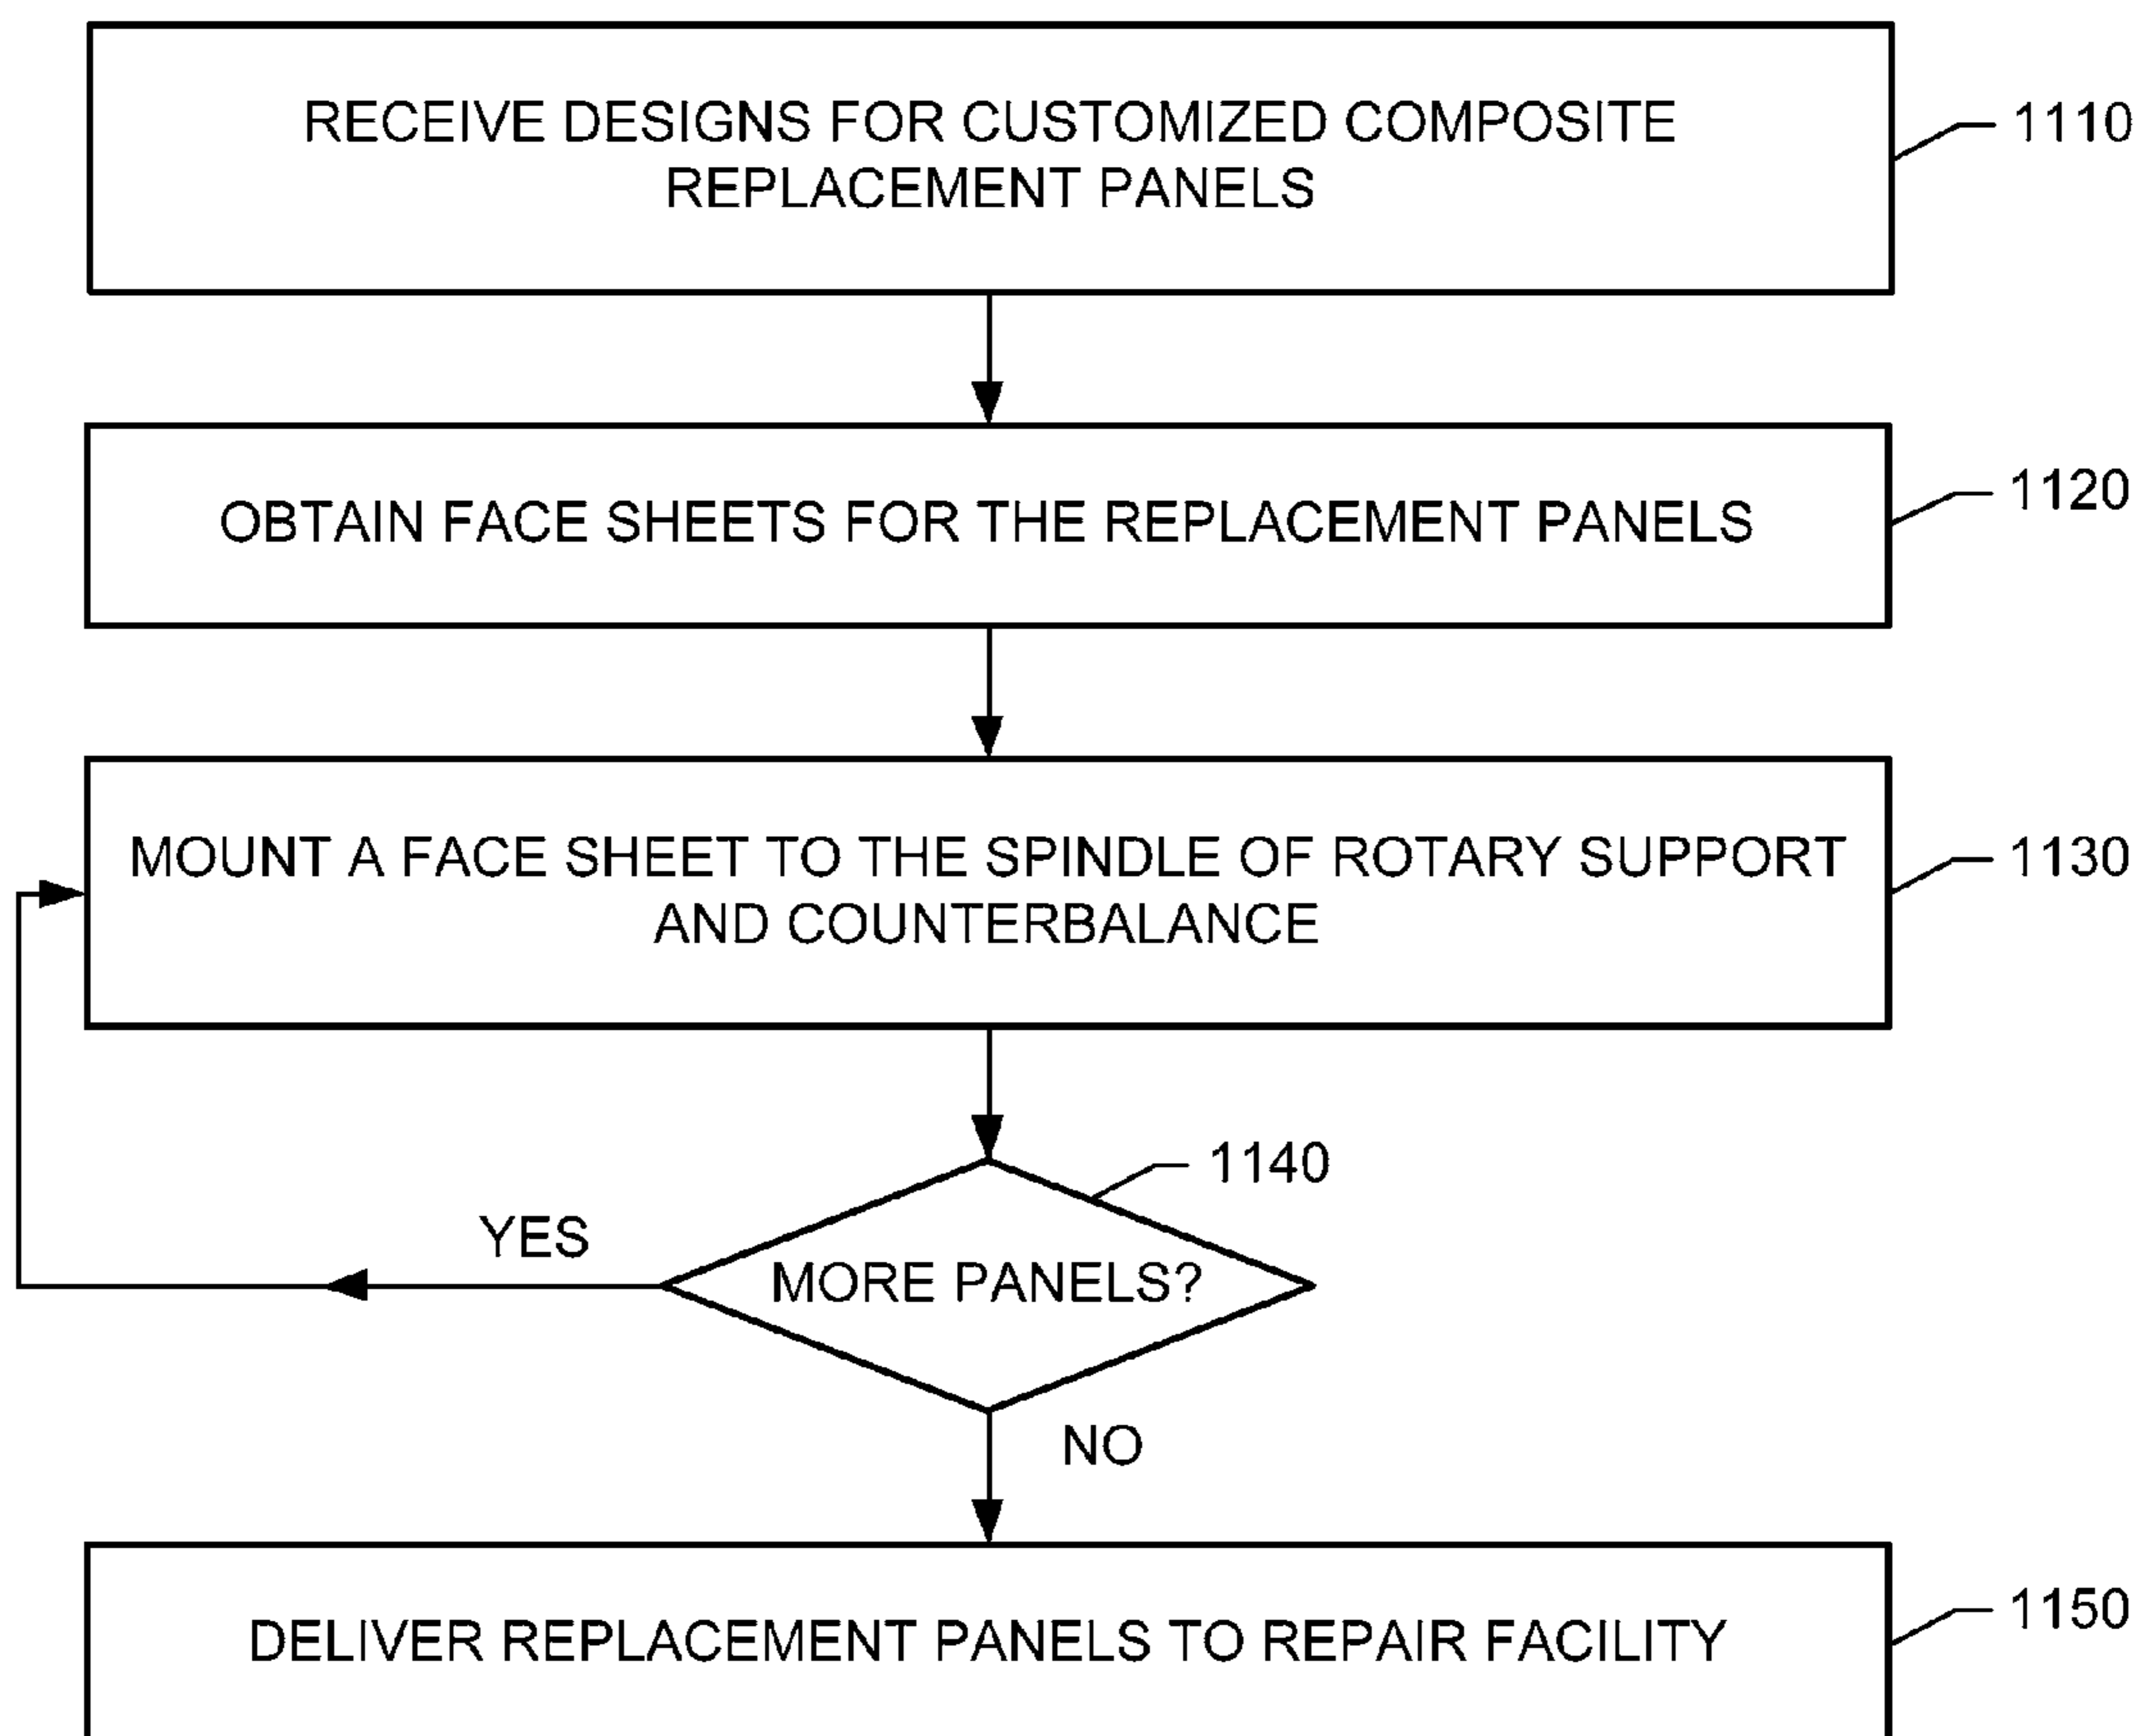 RECEIVE DESIGNS FOR CUSTOMIZED COMPOSITE
REPLACEMENT PANELS
1110
OBTAIN FACE SHEETS FOR THE REPLACEMENT PANELS
1120
MOUNT A FACE SHEET TO THE SPINDLE OF ROTARY SUPPORT
AND COUNTERBALANCE
1130
1140
YES
MORE PANELS?
NO
DELIVER REPLACEMENT PANELS TO REPAIR FACILITY
1150